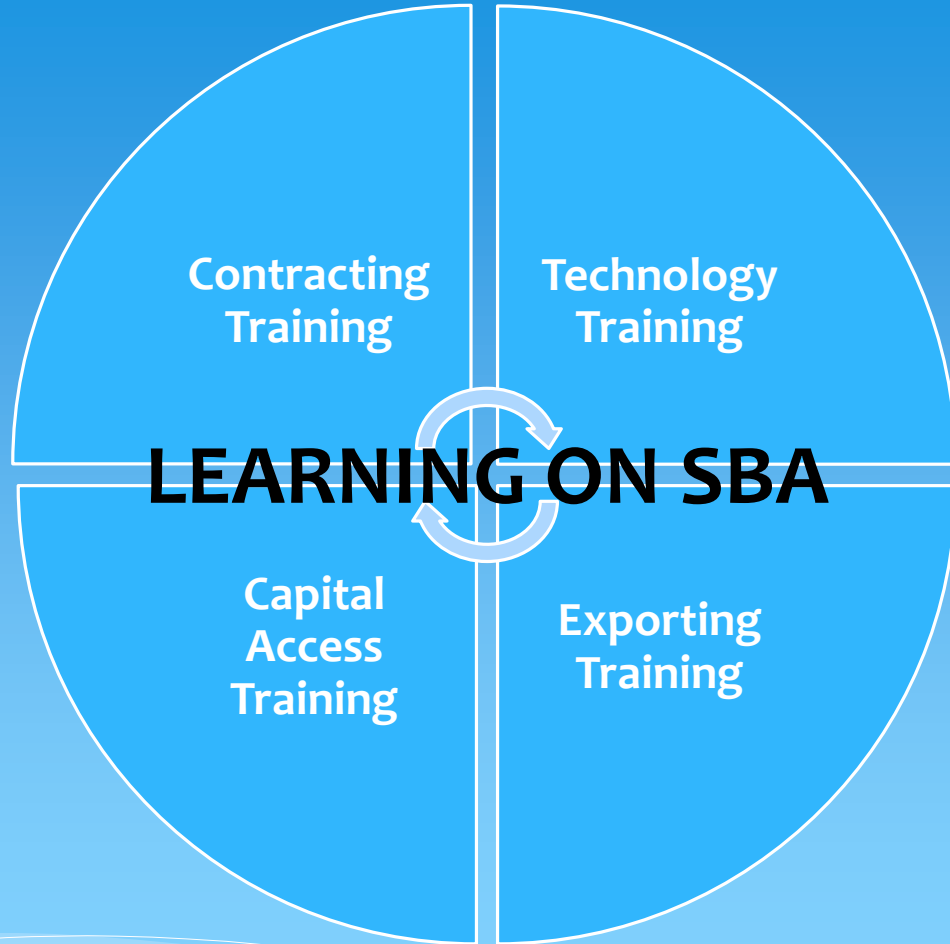 Contracting
Training
Technology
Training
LEARNING ON SBA
Capital
Access
Training
Exporting
Training